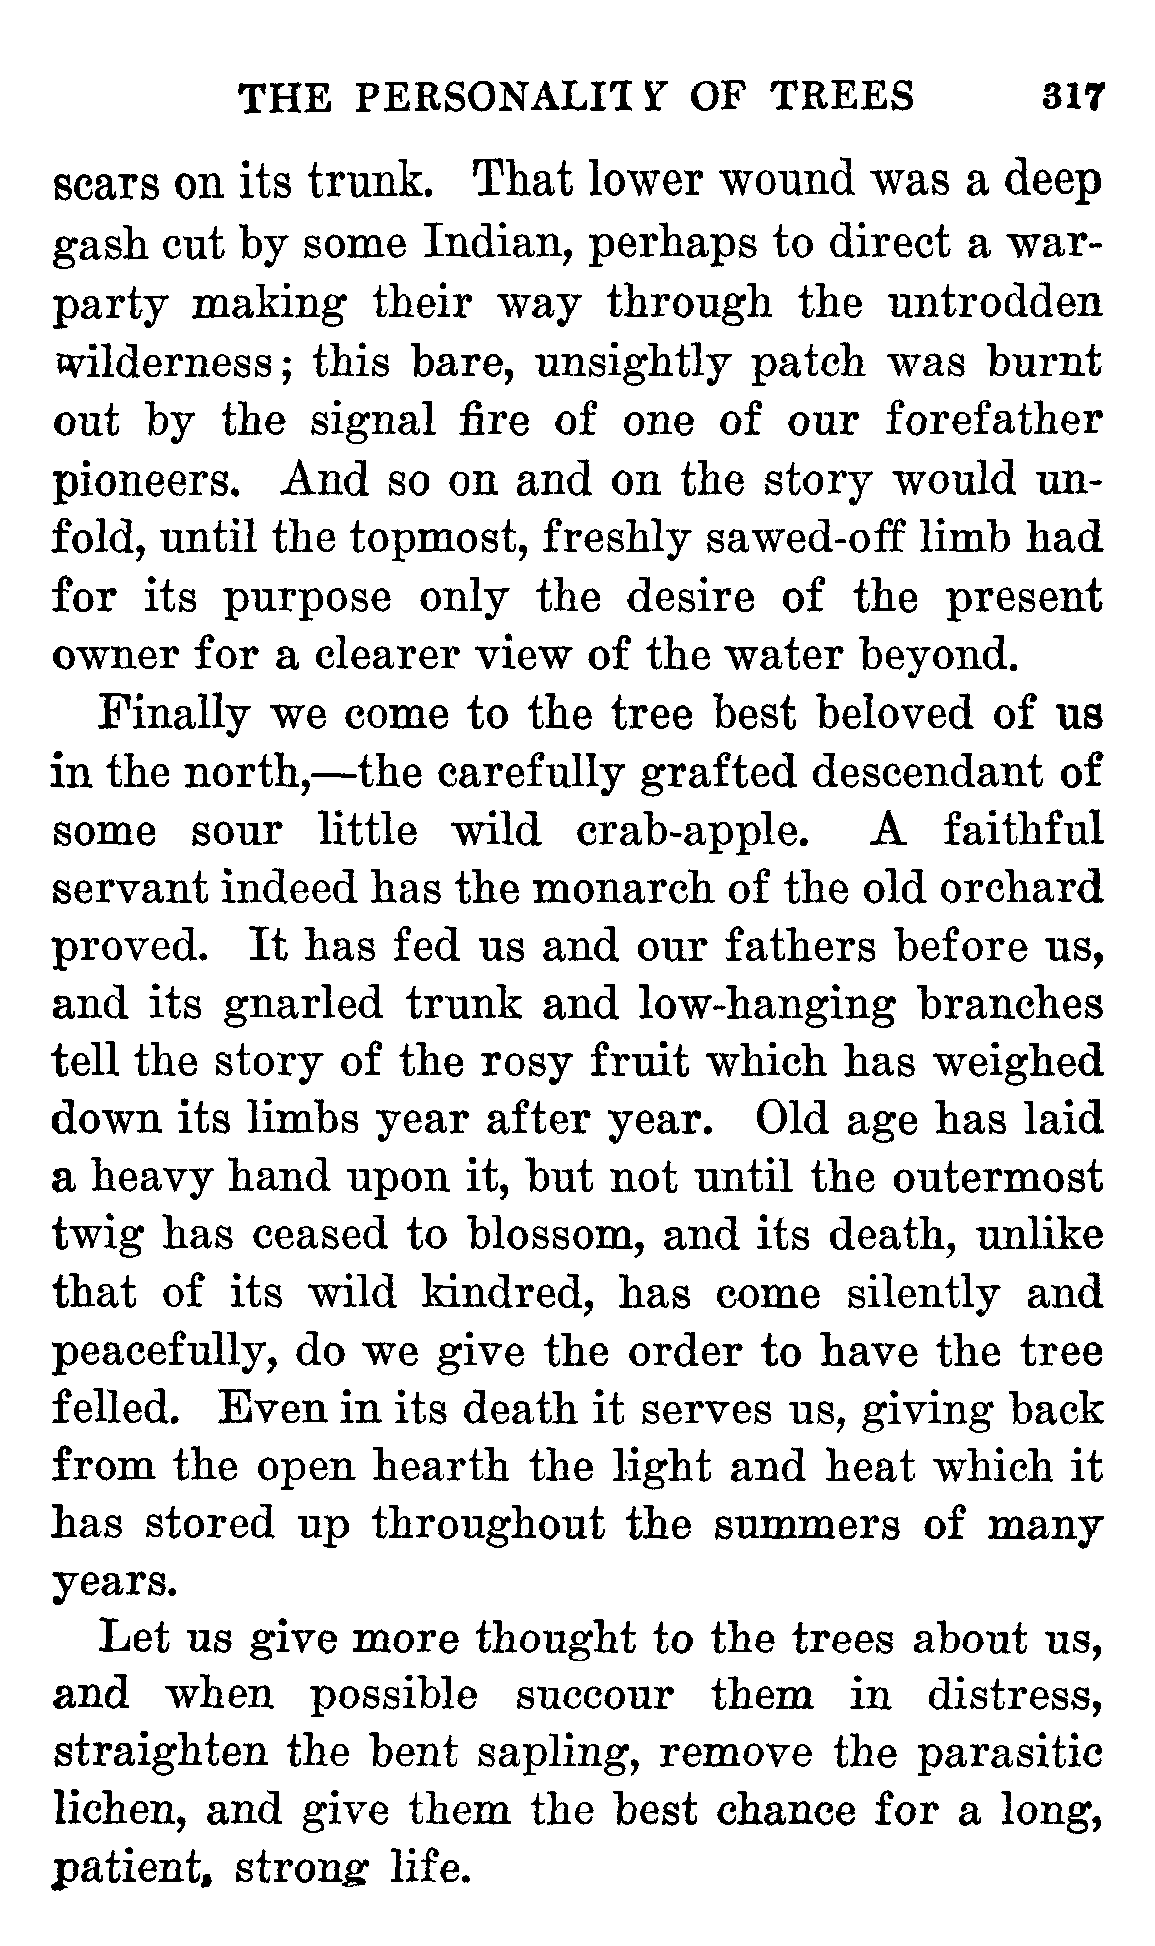 THE PERSONALITY OF TREES 317
scars on its trunk. That lower wound was a deep
gash cut by some Indian, perhaps to direct a war-
party making their way through the untrodden
wilderness; this bare, unsightly patch was burnt
out by the signal fire of one of our forefather
pioneers. And so on and on the story would un-
fold, until the topmost, freshly sawed-off limb had
for its purpose only the desire of the present
owner for a clearer view of the water beyond.
Finally we come to the tree best beloved of us
in the north,—the carefully grafted descendant of
some sour little wild crab-apple. A faithful
servant indeed has the monarch of the old orchard
proved. It has fed us and our fathers before us,
and its gnarled trunk and low-hanging branches
tell the story of the rosy fruit which has weighed
down its limbs year after year. Old age has laid
a heavy hand upon it, but not until the outermost
twig has ceased to blossom, and its death, unlike
that of its wild kindred, has come silently and
peacefully, do we give the order to have the tree
felled. Even in its death it serves us, giving back
from the open hearth the light and heat which it
has stored up throughout the summers of many
years.
Let us give more thought to the trees about us,
and when possible succour them in distress,
straighten the bent sapling, remove the parasitic
lichen, and give them the best chance for a long,
patient, strong life.